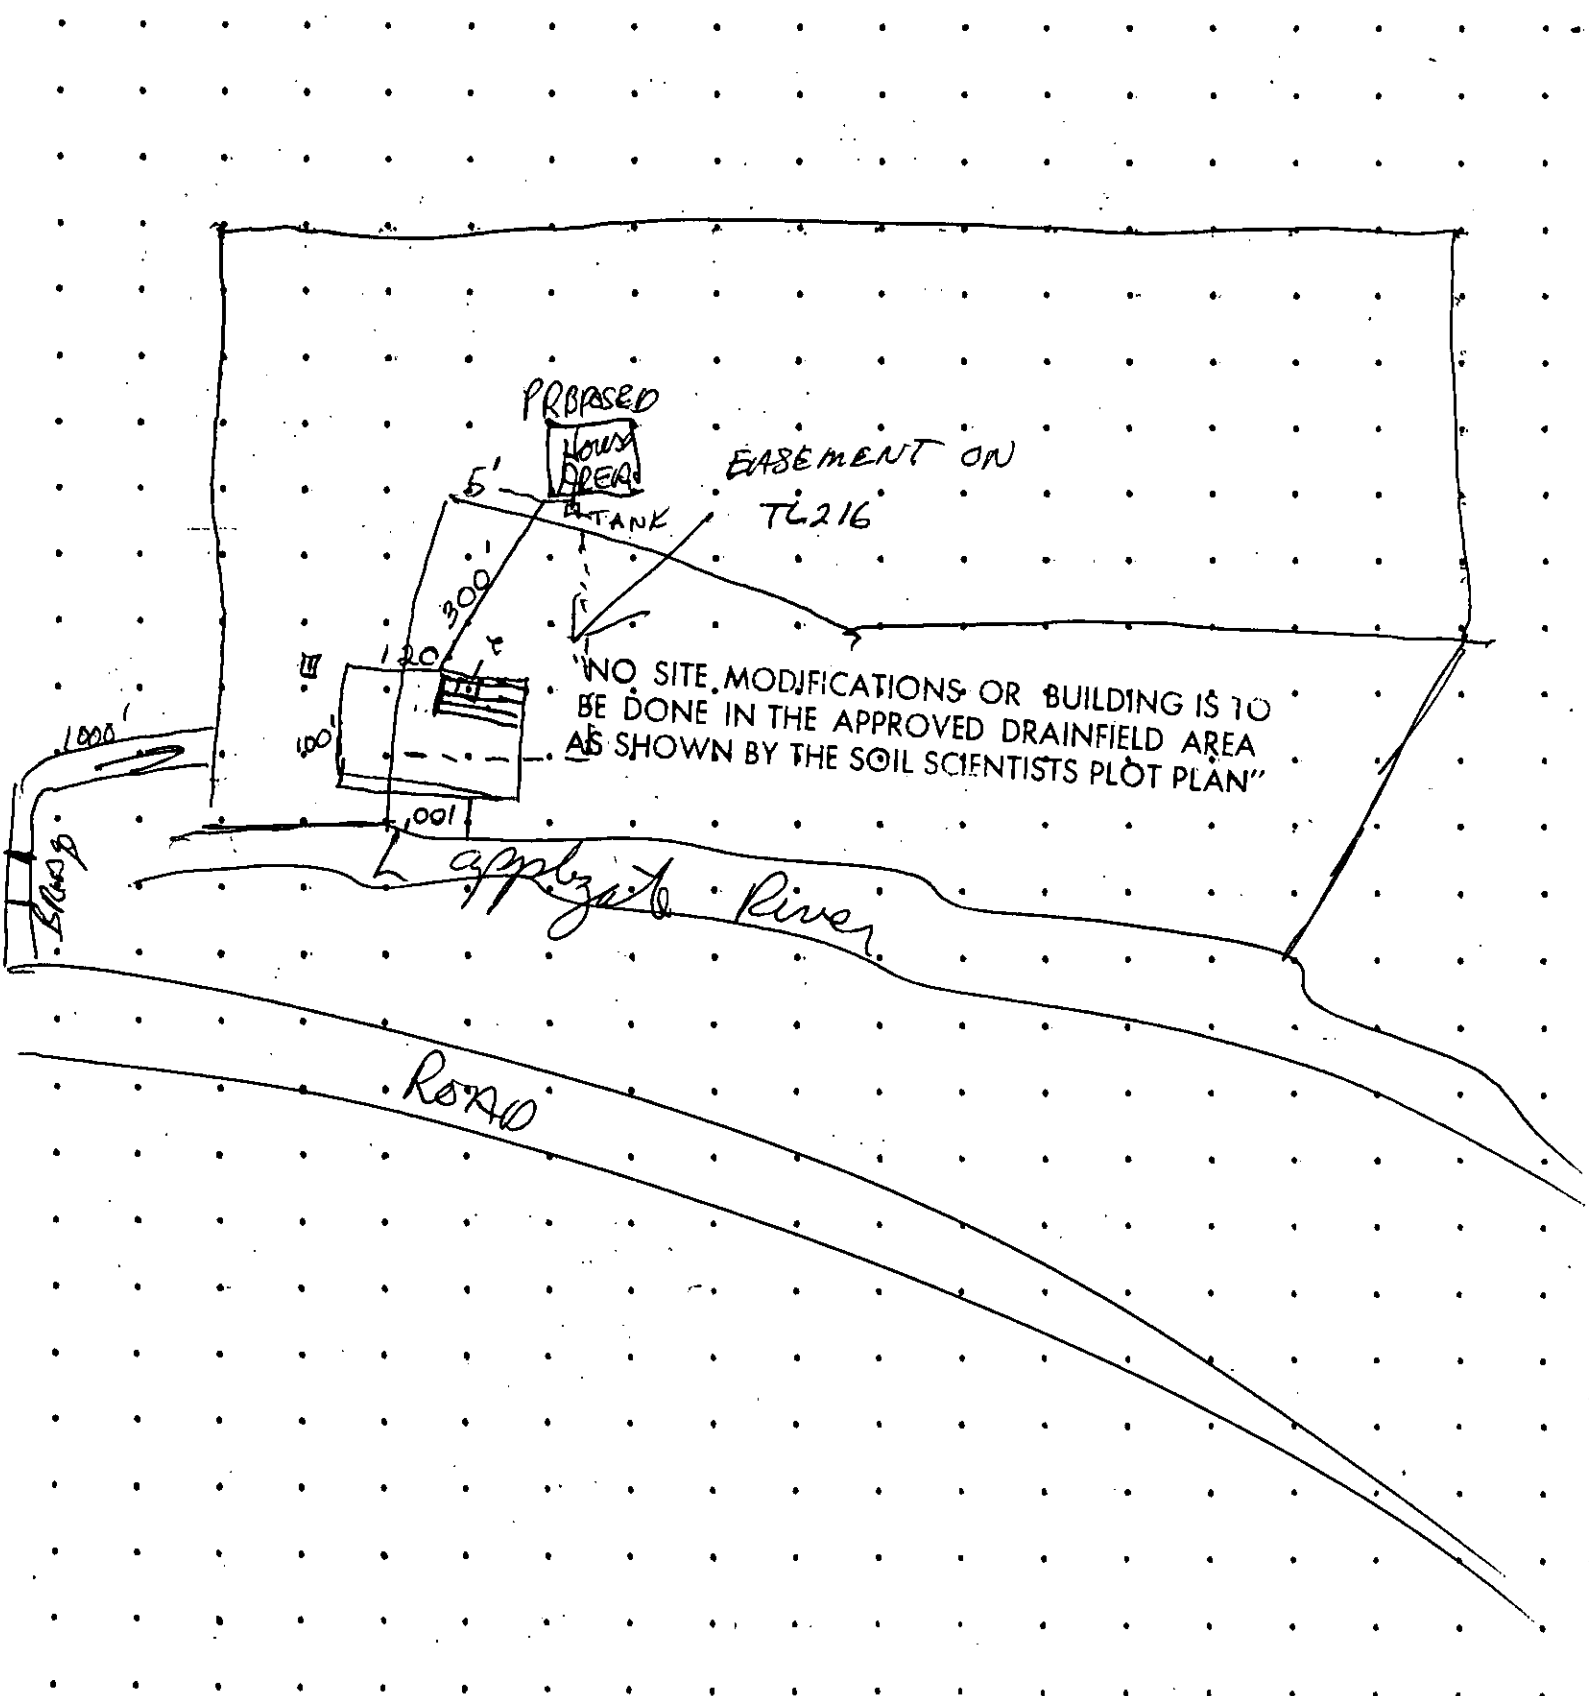 PROPOSED
HOUSE
AREA
5'
TANK
EASEMENT ON
TL216
300'
120
100'
"NO SITE MODIFICATIONS OR BUILDING IS TO
BE DONE IN THE APPROVED DRAINFIELD AREA
AS SHOWN BY THE SOIL SCIENTISTS PLOT PLAN"
1000'
100'
applegate River
ROAD